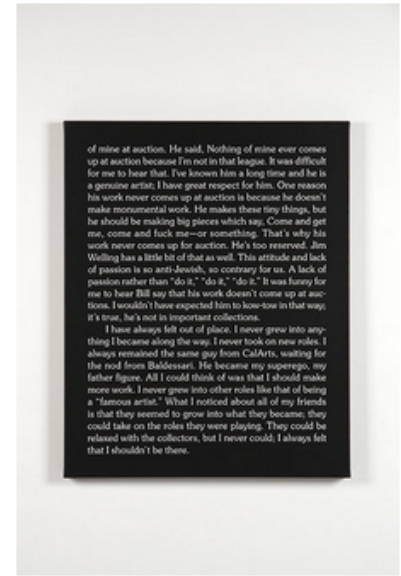 of mine at auction. He said, Nothing of mine ever comes
up at auction because I'm not in that league. It was difficult
for me to hear that. I've known him a long time and he is
a genuine artist; I have great respect for him. One reason
his work never comes up at auction is because he doesn't
make monumental work. He makes these tiny things, but
he should be making big pieces which say, Come and get
me, come and fuck me—or something. That's why his
work never comes up for auction. He's too reserved. Jim
Welling has a little bit of that as well. This attitude and lack
of passion is so anti-Jewish, so contrary for us. A lack of
passion rather than "do it," "do it," "do it." It was funny for
me to hear Bill say that his work doesn't come up at auc-
tions. I wouldn't have expected him to kow-tow in that way;
it's true, he's not in important collections.
I have always felt out of place. I never grew into any-
thing I became along the way. I never took on new roles. I
always remained the same guy from CalArts, waiting for
the nod from Baldessari. He became my superego, my
father figure. All I could think of was that I should make
more work. I never grew into other roles like that of being
a "famous artist." What I noticed about all of my friends
is that they seemed to grow into what they became; they
could take on the roles they were playing. They could be
relaxed with the collectors, but I never could; I always felt
that I shouldn't be there.